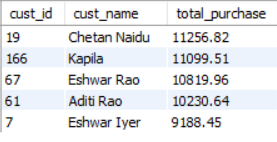 cust_id cust_name total_purchase
19 Chetan Naidu 11256.82
166 Kapila 11099.51
67 Eshwar Rao 10819.96
61 Aditi Rao 10230.64
7 Eshwar Iyer 9188.45